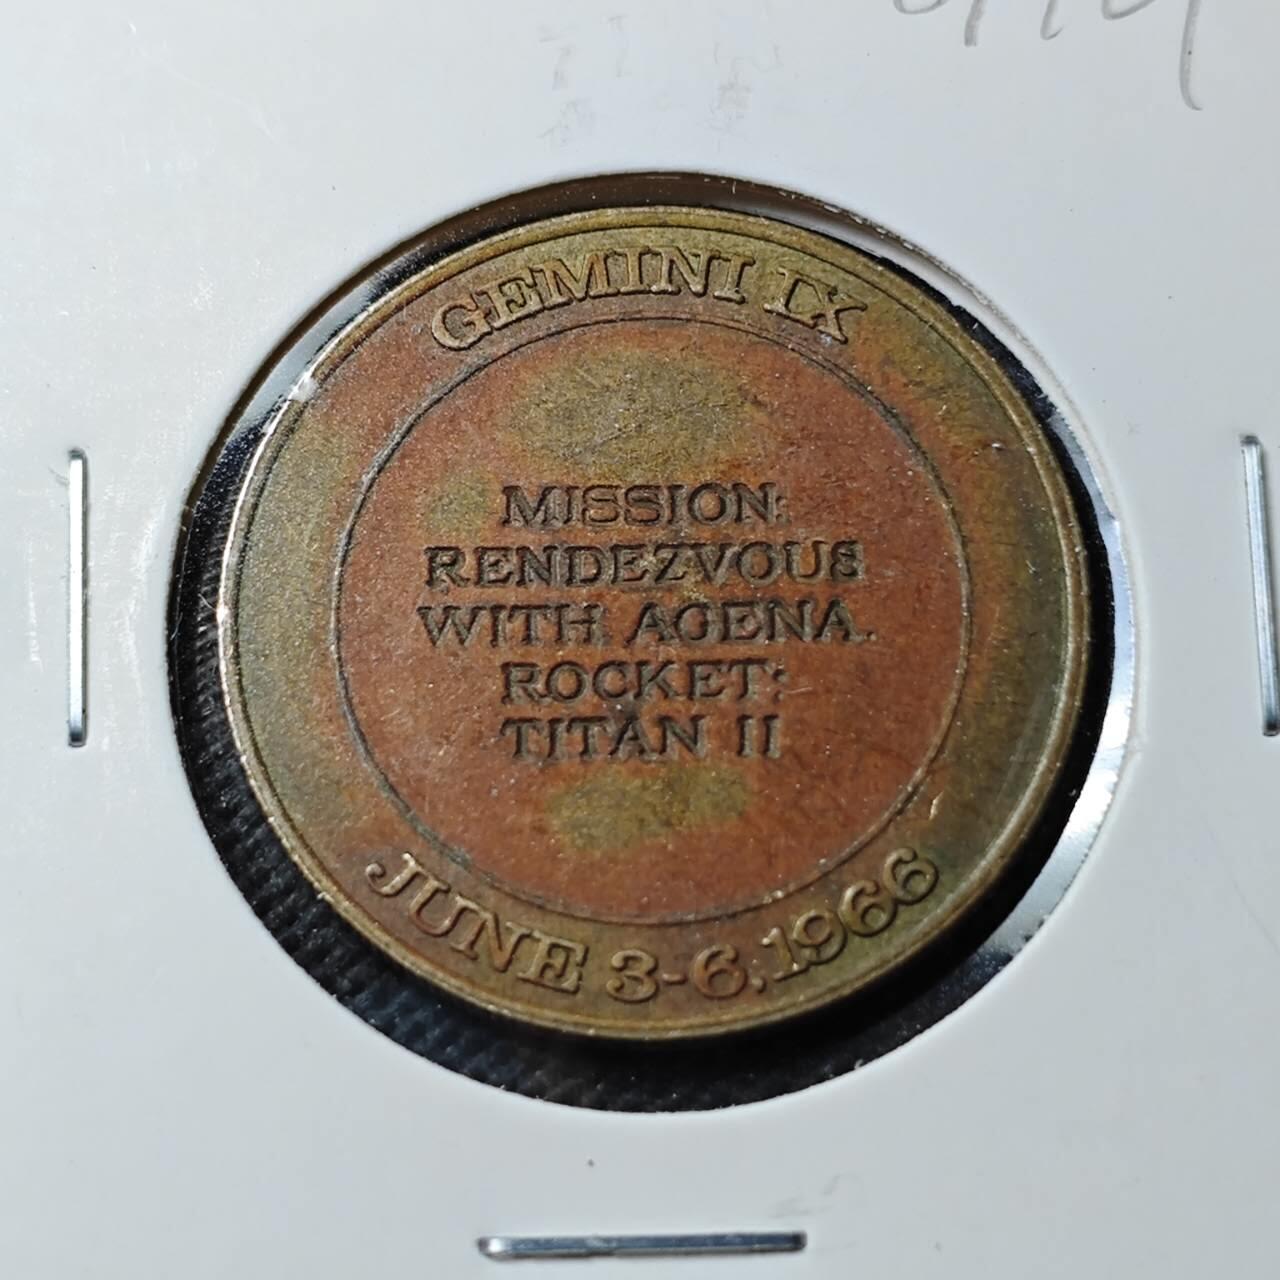 GEMINI IX
MISSION:
RENDEZVOUS
WITH AGENA.
ROCKET:
TITAN II
JUNE 3-6, 1966